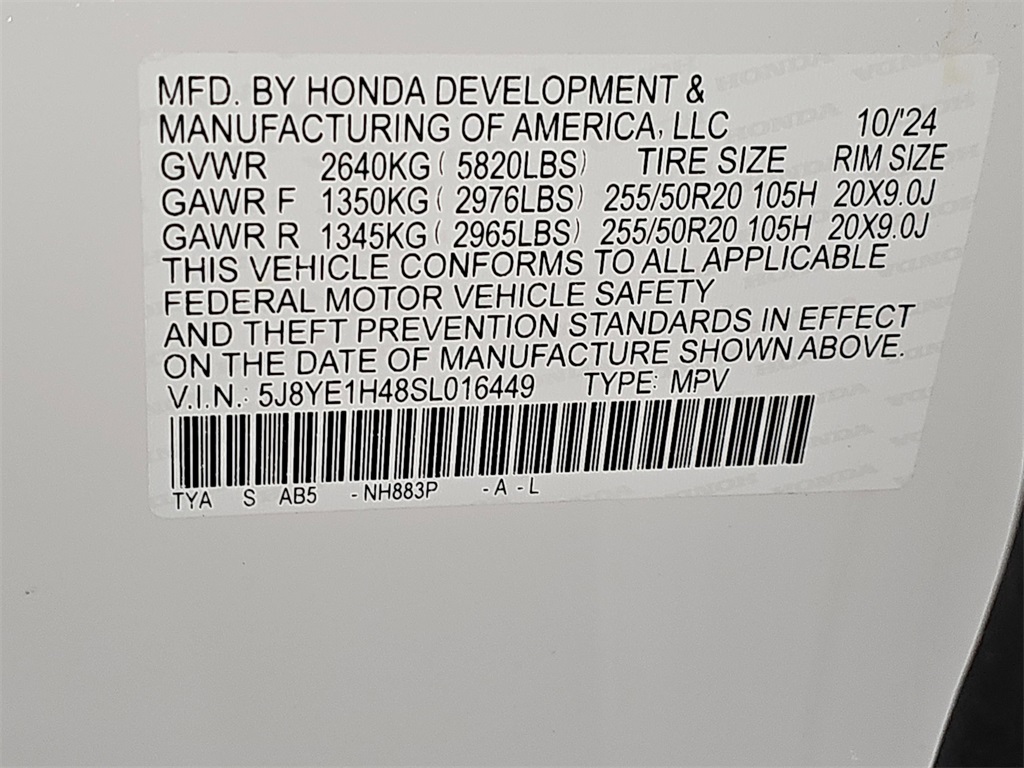 MFD. BY HONDA DEVELOPMENT &
MANUFACTURING OF AMERICA, LLC 10/'24
GVWR 2640KG ( 5820LBS) TIRE SIZE RIM SIZE
GAWR F 1350KG ( 2976LBS) 255/50R20 105H 20X9.0J
GAWR R 1345KG ( 2965LBS) 255/50R20 105H 20X9.0J
THIS VEHICLE CONFORMS TO ALL APPLICABLE
FEDERAL MOTOR VEHICLE SAFETY
AND THEFT PREVENTION STANDARDS IN EFFECT
ON THE DATE OF MANUFACTURE SHOWN ABOVE.
V.I.N.: 5J8YE1H48SL016449 TYPE: MPV
TYA S AB5 - NH883P - A - L